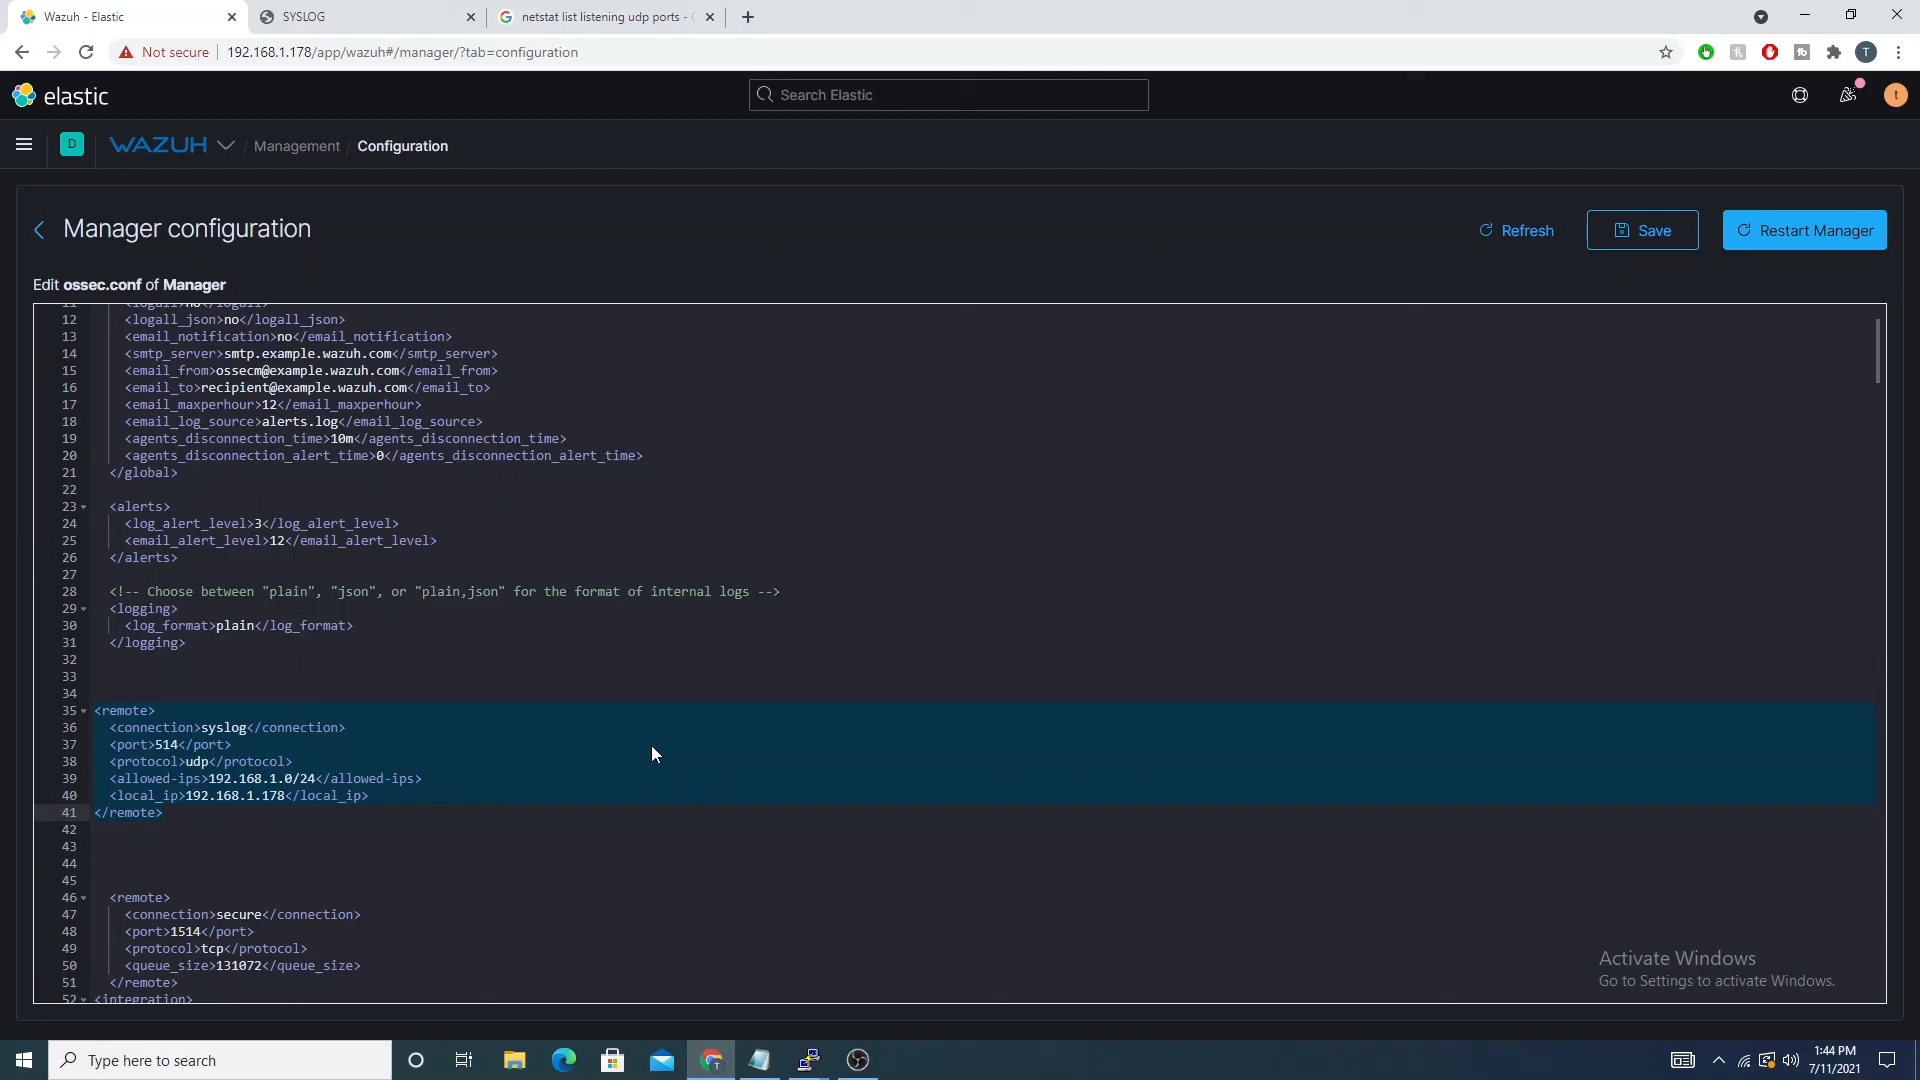 Wazuh - Elastic
SYSLOG
netstat list listening udp ports -
Not secure
192.168.1.178/app/wazuh#/manager/?tab=configuration
T
elastic
Search Elastic
t
D
WAZUH
/ Management / Configuration
Manager configuration
Refresh
Save
Restart Manager
Edit ossec.conf of Manager
11 <logall>no</logall>
12 <logall_json>no</logall_json>
13 <email_notification>no</email_notification>
14 <smtp_server>smtp.example.wazuh.com</smtp_server>
15 <email_from>ossecm@example.wazuh.com</email_from>
16 <email_to>recipient@example.wazuh.com</email_to>
17 <email_maxperhour>12</email_maxperhour>
18 <email_log_source>alerts.log</email_log_source>
19 <agents_disconnection_time>10m</agents_disconnection_time>
20 <agents_disconnection_alert_time>0</agents_disconnection_alert_time>
21 </global>
22
23 <alerts>
24 <log_alert_level>3</log_alert_level>
25 <email_alert_level>12</email_alert_level>
26 </alerts>
27
28 <!-- Choose between "plain", "json", or "plain,json" for the format of internal logs -->
29 <logging>
30 <log_format>plain</log_format>
31 </logging>
32
33
34
35 <remote>
36 <connection>syslog</connection>
37 <port>514</port>
38 <protocol>udp</protocol>
39 <allowed-ips>192.168.1.0/24</allowed-ips>
40 <local_ip>192.168.1.178</local_ip>
41 </remote>
42
43
44
45
46 <remote>
47 <connection>secure</connection>
48 <port>1514</port>
49 <protocol>tcp</protocol>
50 <queue_size>131072</queue_size>
51 </remote>
52 <integration>
Activate Windows
Go to Settings to activate Windows.
Type here to search
1:44 PM
7/11/2021